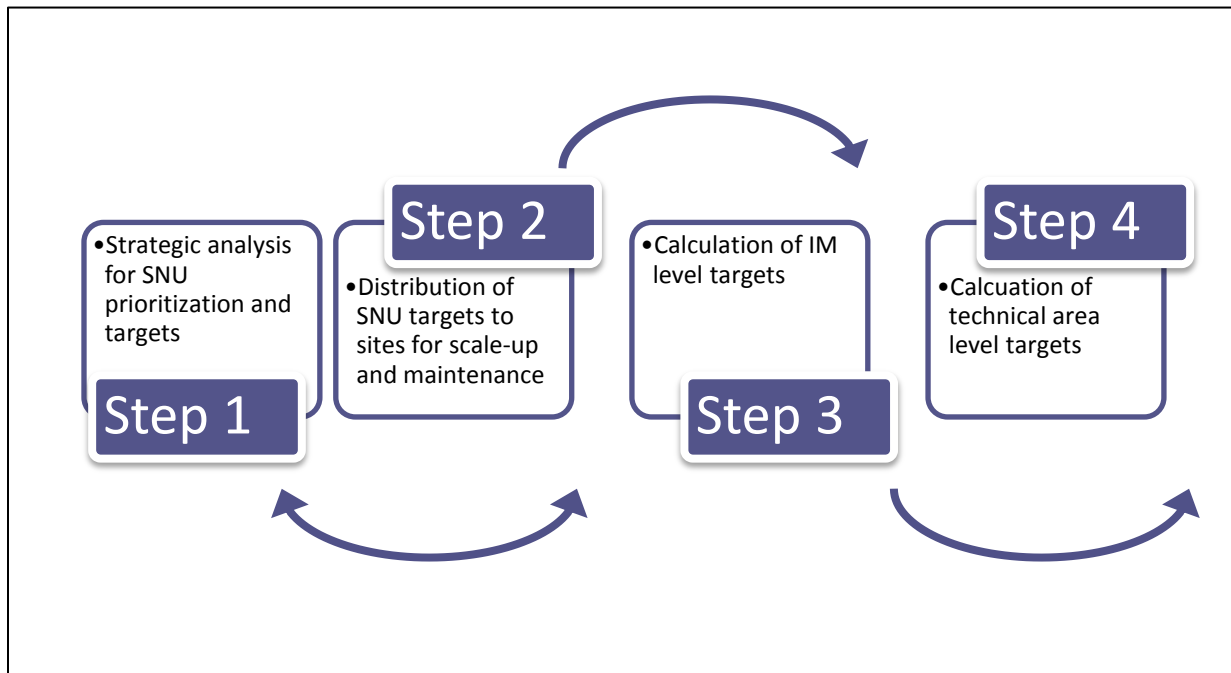 •Strategic analysis
for SNU
prioritization and
targets
Step 1
Step 2
•Distribution of
SNU targets to
sites for scale-up
and maintenance
•Calculation of IM
level targets
Step 3
Step 4
•Calcuation of
technical area
level targets